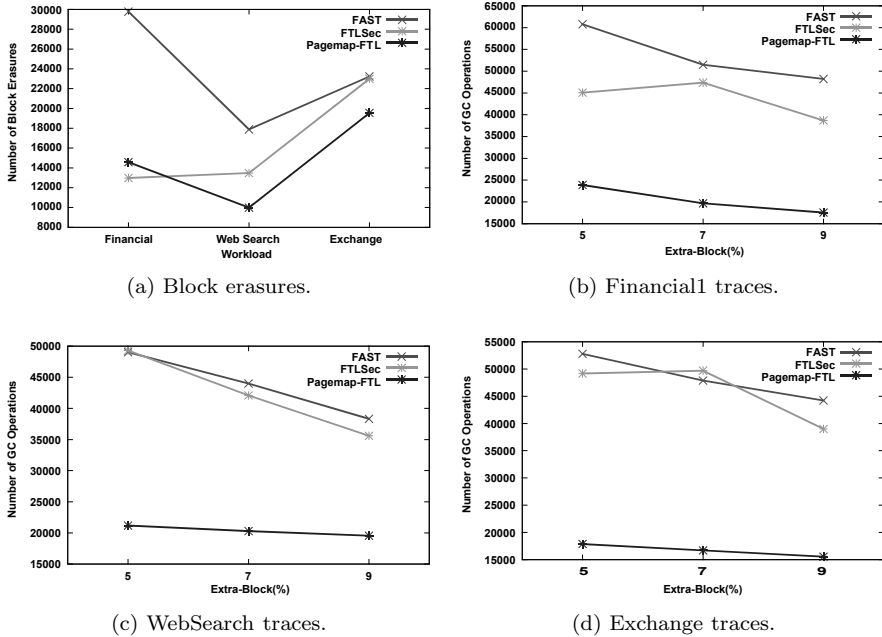 30000
28000
26000
24000
22000
20000
18000
16000
14000
12000
10000
8000
Number of Block Erasures
FAST
FTLSec
Pagemap-FTL
Financial Web Search Exchange
Workload
(a) Block erasures.
65000
60000
55000
50000
45000
40000
35000
30000
25000
20000
15000
Number of GC Operations
FAST
FTLSec
Pagemap-FTL
5 7 9
Extra-Block(%)
(b) Financial1 traces.
50000
45000
40000
35000
30000
25000
20000
15000
Number of GC Operations
FAST
FTLSec
Pagemap-FTL
5 7 9
Extra-Block(%)
(c) WebSearch traces.
55000
50000
45000
40000
35000
30000
25000
20000
15000
Number of GC Operations
FAST
FTLSec
Pagemap-FTL
5 7 9
Extra-Block(%)
(d) Exchange traces.